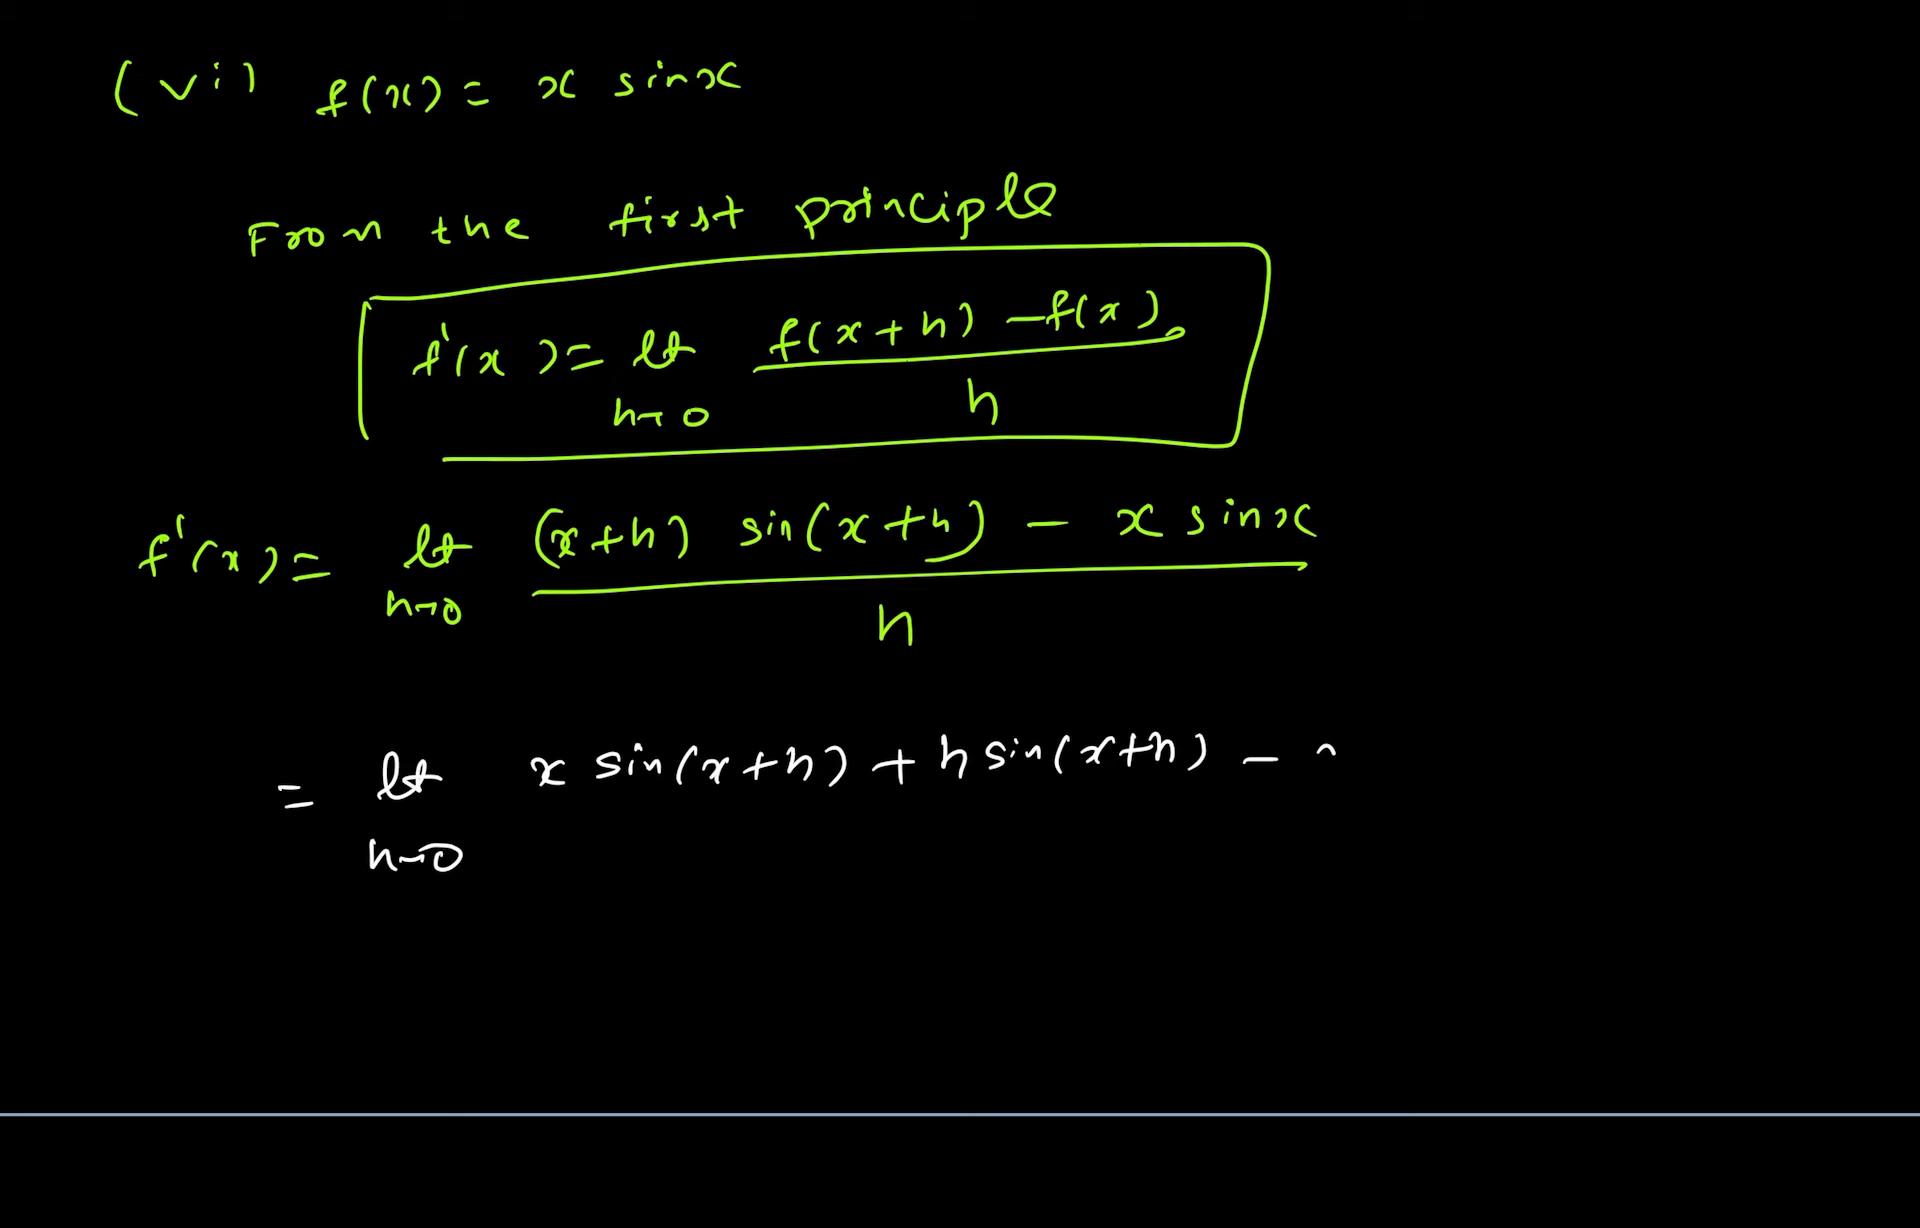 (vi) f(x) = x sinx
From the first principle
f'(x) = lt h→0 f(x+h) - f(x) / h
f'(x) = lt h→0 (x+h) sin(x+h) - x sinx / h
= lt h→0 x sin(x+h) + h sin(x+h) -